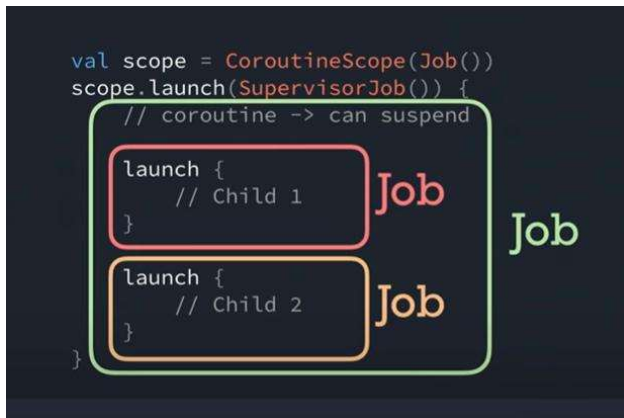 val scope = CoroutineScope(Job())
scope.launch(SupervisorJob()) {
// coroutine -> can suspend
launch {
// Child 1
}
Job
Job
launch {
// Child 2
}
Job
}